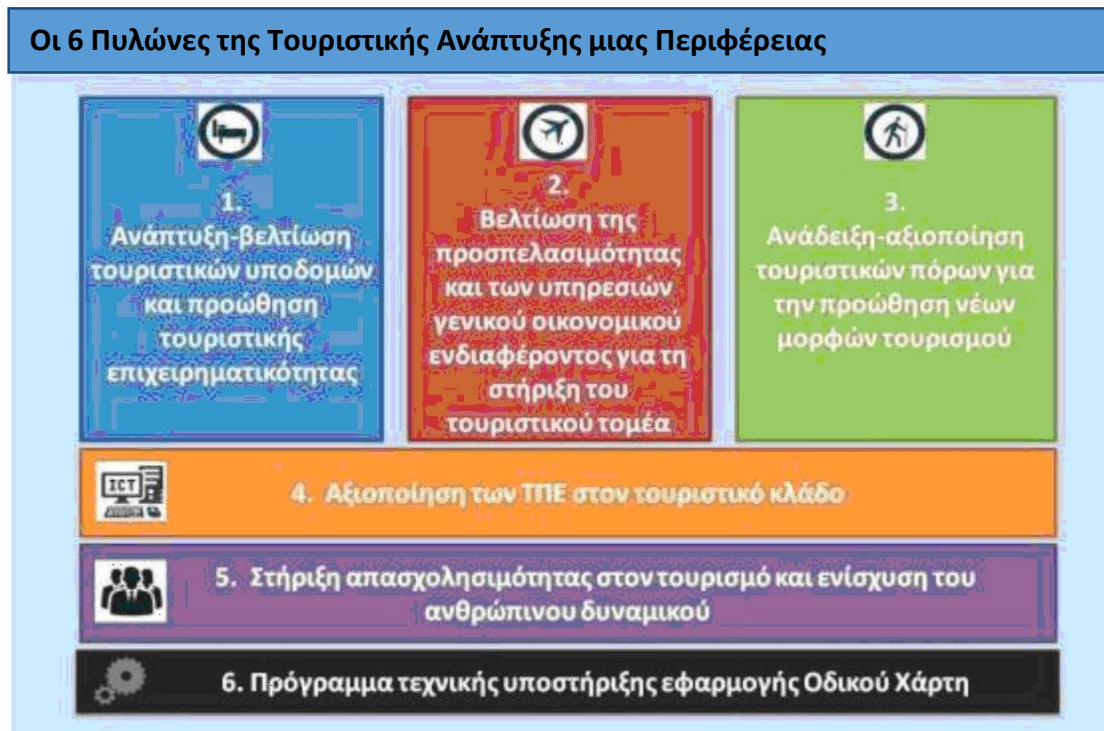 Οι 6 Πυλώνες της Τουριστικής Ανάπτυξης μιας Περιφέρειας
1.
Ανάπτυξη-βελτίωση
τουριστικών υποδομών
και προώθηση
τουριστικής
επιχειρηματικότητας
2.
Βελτίωση της
προσπελασιμότητας
και των υπηρεσιών
γενικού οικονομικού
ενδιαφέροντος για τη
στήριξη του
τουριστικού τομέα
3.
Ανάδειξη-αξιοποίηση
τουριστικών πόρων για
την προώθηση νέων
μορφών τουρισμού
ICT
4. Αξιοποίηση των ΤΠΕ στον τουριστικό κλάδο
5. Στήριξη απασχολησιμότητας στον τουρισμό και ενίσχυση του
ανθρώπινου δυναμικού
6. Πρόγραμμα τεχνικής υποστήριξης εφαρμογής Οδικού Χάρτη